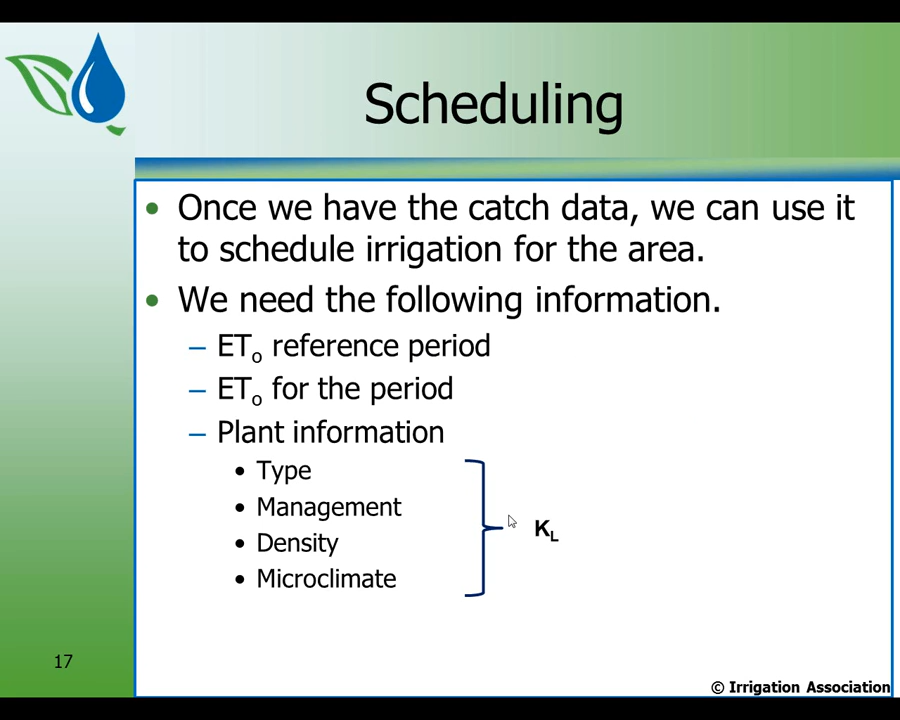 Scheduling
• Once we have the catch data, we can use it
to schedule irrigation for the area.
• We need the following information.
– ETo reference period
– ETo for the period
– Plant information
• Type
• Management
• Density
• Microclimate
KL
17
© Irrigation Association